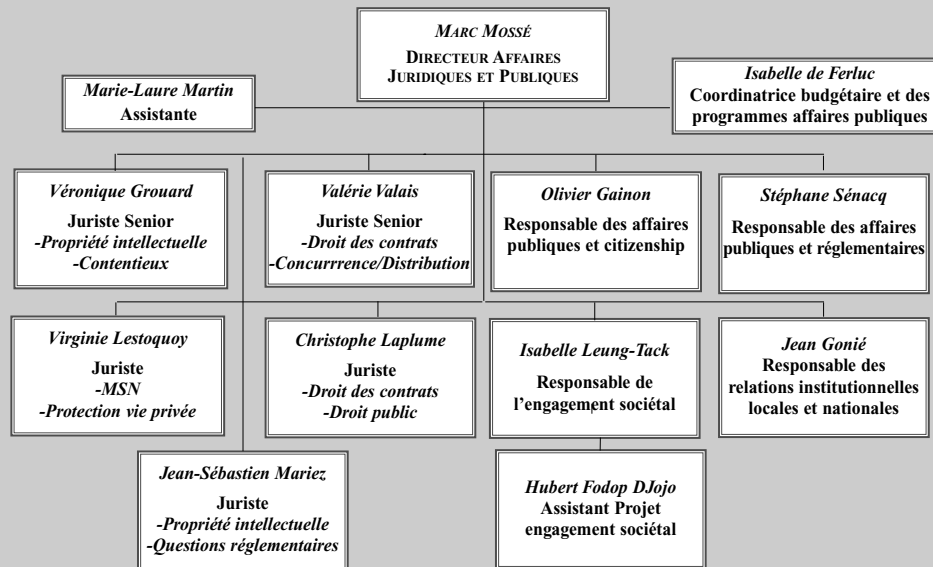 MARC MOSSÉ
DIRECTEUR AFFAIRES
JURIDIQUES ET PUBLIQUES
Marie-Laure Martin
Assistante
Isabelle de Ferluc
Coordinatrice budgétaire et des
programmes affaires publiques
Véronique Grouard
Juriste Senior
-Propriété intellectuelle
-Contentieux
Valérie Valais
Juriste Senior
-Droit des contrats
-Concurrrence/Distribution
Olivier Gainon
Responsable des affaires
publiques et citizenship
Stéphane Sénacq
Responsable des affaires
publiques et réglementaires
Virginie Lestoquoy
Juriste
-MSN
-Protection vie privée
Christophe Laplume
Juriste
-Droit des contrats
-Droit public
Isabelle Leung-Tack
Responsable de
l’engagement sociétal
Jean Gonié
Responsable des
relations institutionnelles
locales et nationales
Jean-Sébastien Mariez
Juriste
-Propriété intellectuelle
-Questions réglementaires
Hubert Fodop DJojo
Assistant Projet
engagement sociétal